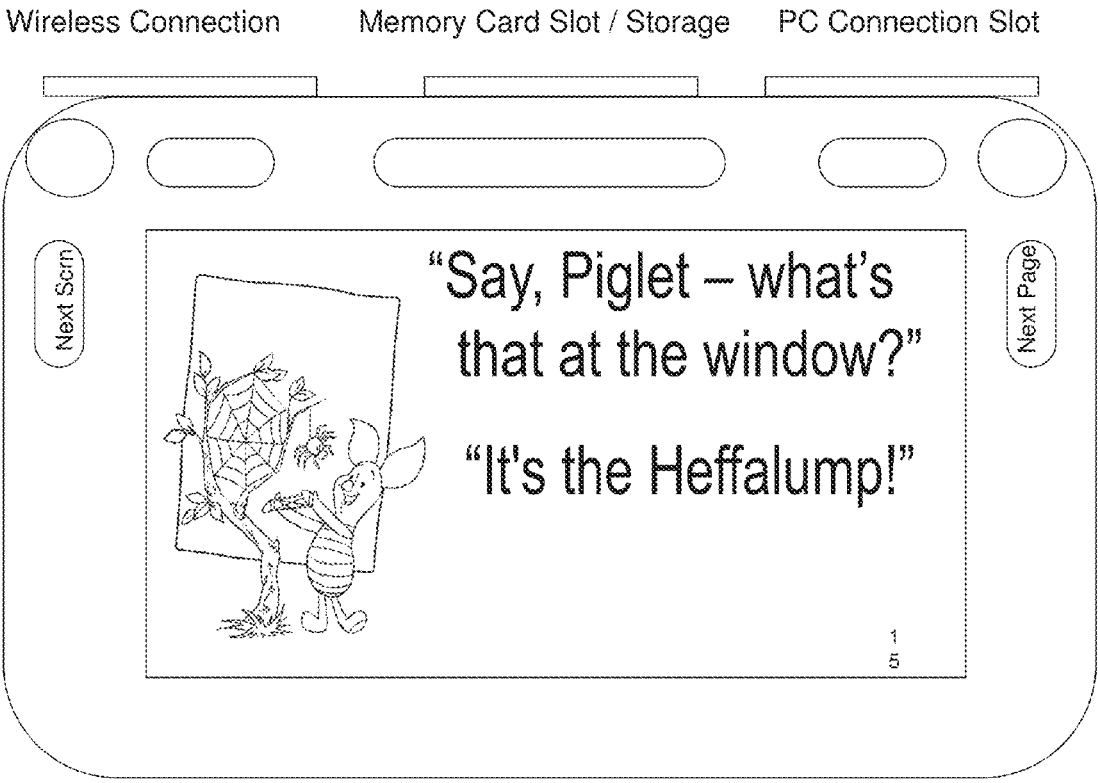 Wireless Connection Memory Card Slot / Storage PC Connection Slot
Next Scrn
“Say, Piglet – what’s
that at the window?”
“It's the Heffalump!”
1
5
Next Page